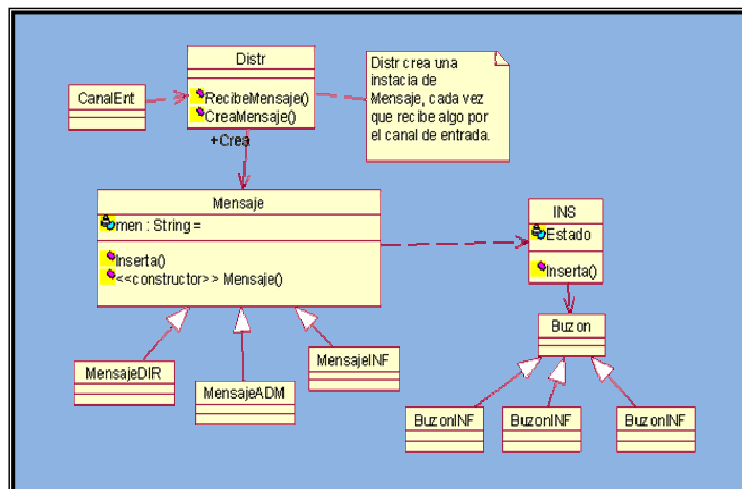 Distr
RecibeMensaje()
CreaMensaje()
CanalEnt
Distr crea una
instacia de
Mensaje, cada vez
que recibe algo por
el canal de entrada.
+Crea
Mensaje
men : String =
Inserta()
<<constructor>> Mensaje()
INS
Estado
Inserta()
Buzon
MensajeDIR
MensajeADM
MensajeINF
BuzonINF
BuzonINF
BuzonINF